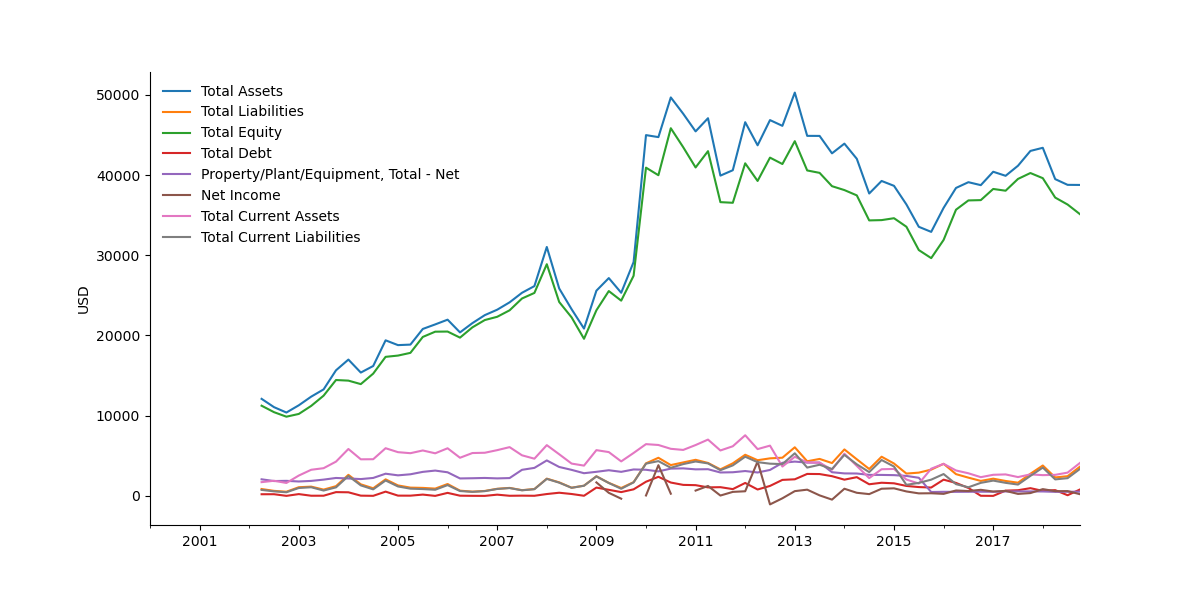 50000
40000
30000
20000
10000
0
USD
Total Assets
Total Liabilities
Total Equity
Total Debt
Property/Plant/Equipment, Total - Net
Net Income
Total Current Assets
Total Current Liabilities
2001 2003 2005 2007 2009 2011 2013 2015 2017